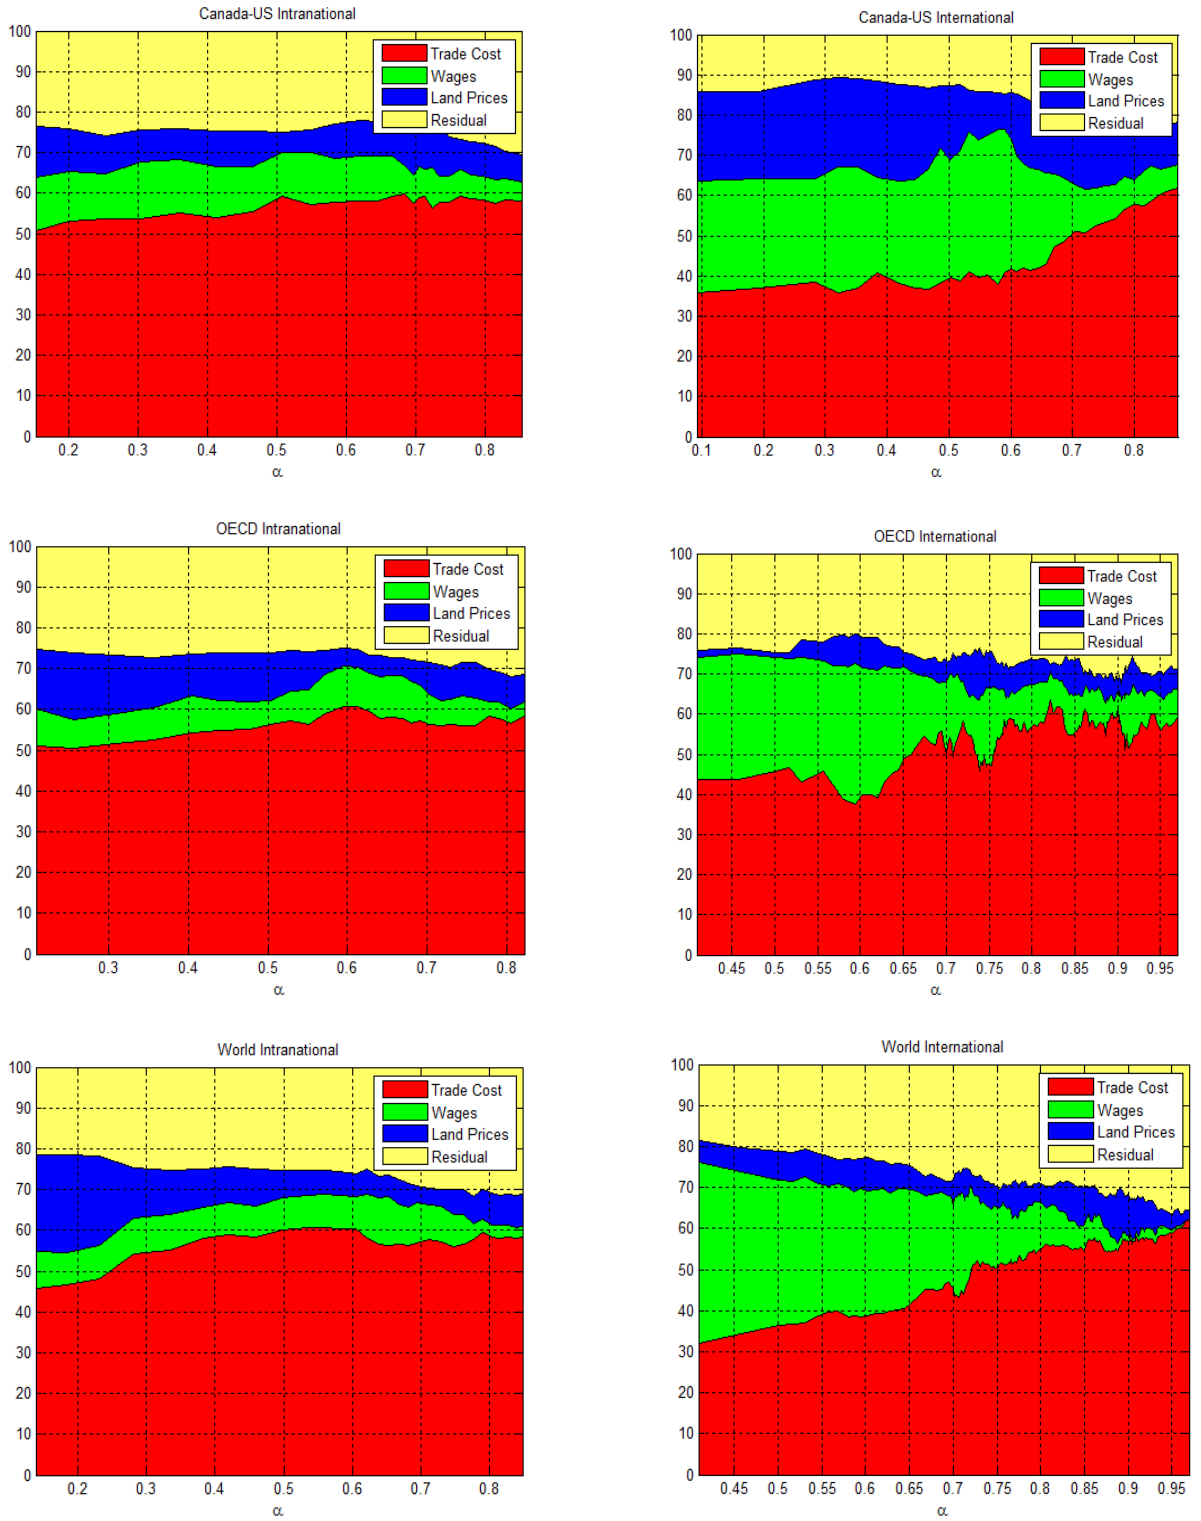 Canada-US Intranational
100
90
80
70
60
50
40
30
20
10
0
Trade Cost
Wages
Land Prices
Residual
0.2 0.3 0.4 0.5 0.6 0.7 0.8
α
Canada-US International
100
90
80
70
60
50
40
30
20
10
0
Trade Cost
Wages
Land Prices
Residual
0.1 0.2 0.3 0.4 0.5 0.6 0.7 0.8
α
OECD Intranational
100
90
80
70
60
50
40
30
20
10
0
Trade Cost
Wages
Land Prices
Residual
0.3 0.4 0.5 0.6 0.7 0.8
α
OECD International
100
90
80
70
60
50
40
30
20
10
0
Trade Cost
Wages
Land Prices
Residual
0.45 0.5 0.55 0.6 0.65 0.7 0.75 0.8 0.85 0.9 0.95
α
World Intranational
100
90
80
70
60
50
40
30
20
10
0
Trade Cost
Wages
Land Prices
Residual
0.2 0.3 0.4 0.5 0.6 0.7 0.8
α
World International
100
90
80
70
60
50
40
30
20
10
0
Trade Cost
Wages
Land Prices
Residual
0.45 0.5 0.55 0.6 0.65 0.7 0.75 0.8 0.85 0.9 0.95
α